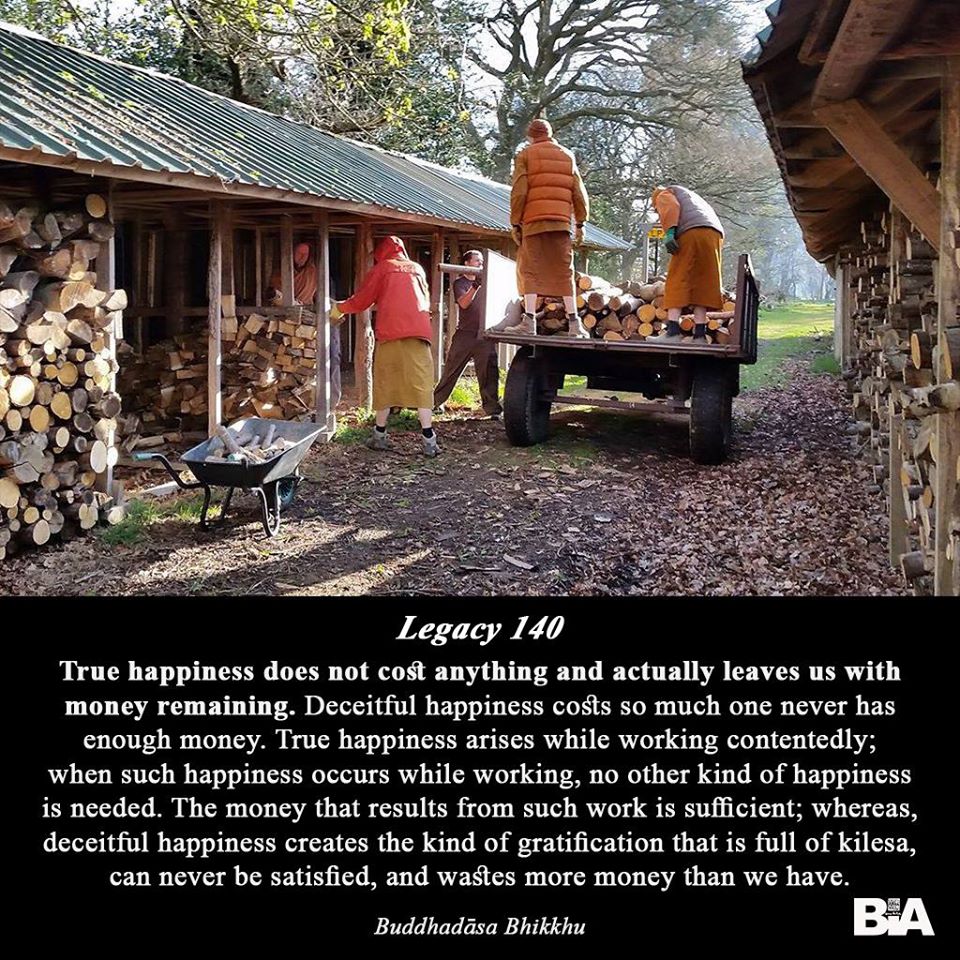 Legacy 140
True happiness does not cost anything and actually leaves us with
money remaining. Deceitful happiness costs so much one never has
enough money. True happiness arises while working contentedly;
when such happiness occurs while working, no other kind of happiness
is needed. The money that results from such work is sufficient; whereas,
deceitful happiness creates the kind of gratification that is full of kilesa,
can never be satisfied, and wastes more money than we have.
Buddhadāsa Bhikkhu
BIA